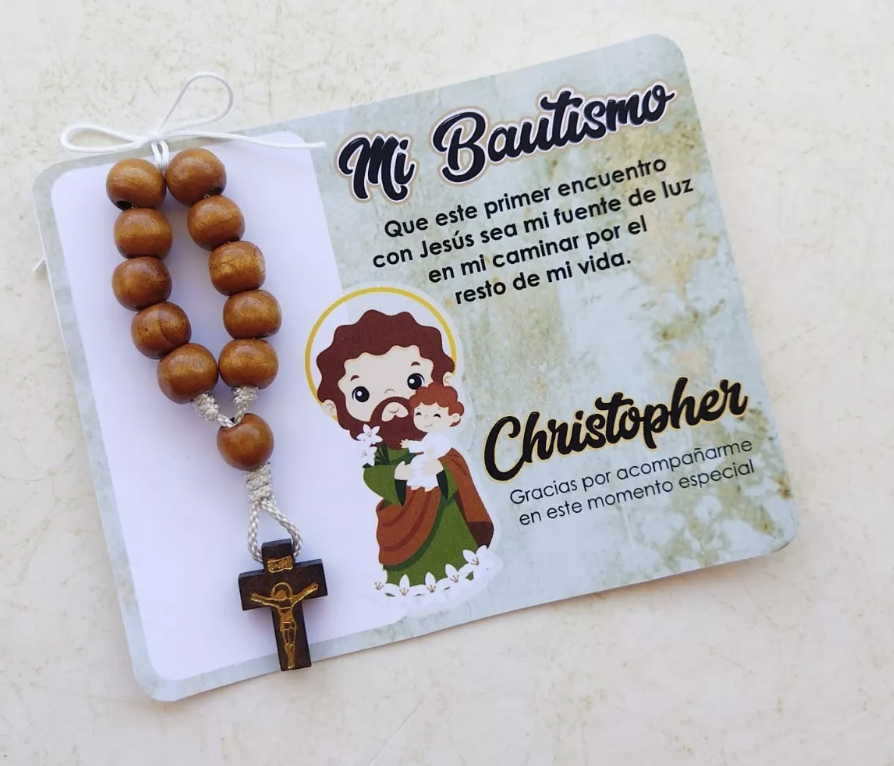 Mi Bautismo
Que este primer encuentro
con Jesús sea mi fuente de luz
en mi caminar por el
resto de mi vida.
Christopher
Gracias por acompañarme
en este momento especial